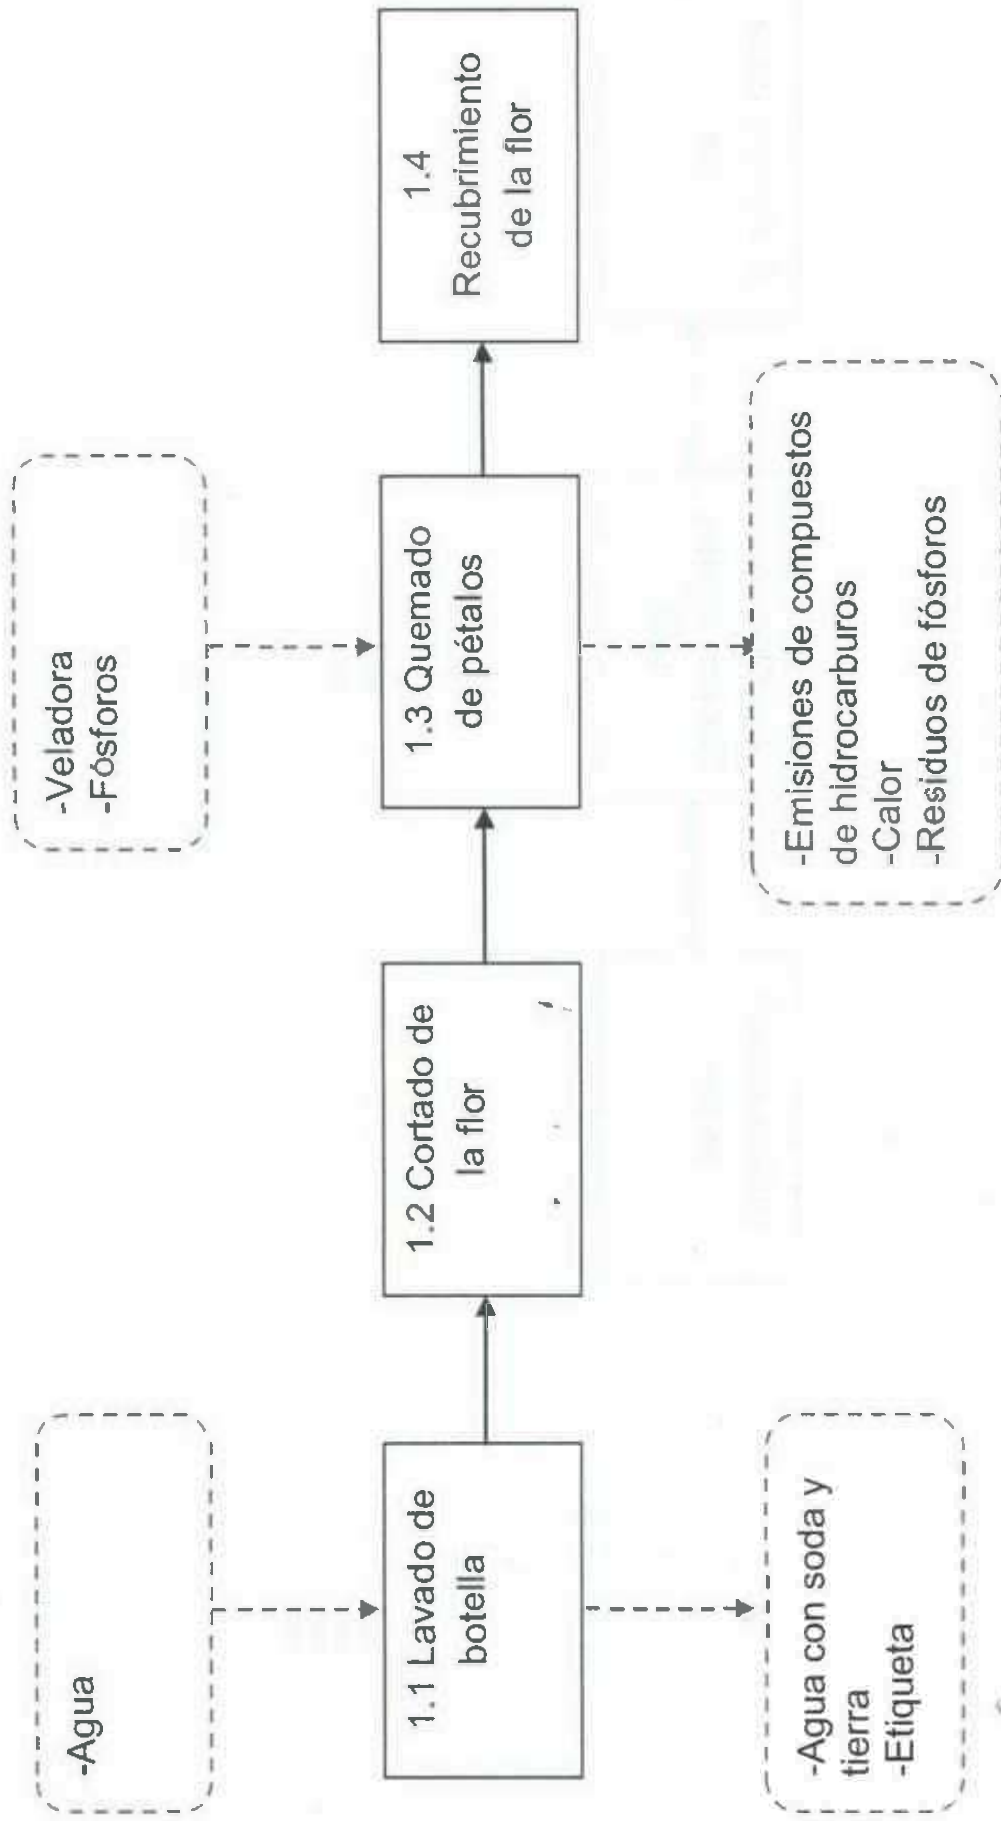 -Agua
-Veladora
-Fósforos
1.1 Lavado de
botella
1.2 Cortado de
la flor
1.3 Quemado
de pétalos
1.4
Recubrimiento
de la flor
-Agua con soda y
tierra
-Etiqueta
-Emisiones de compuestos
de hidrocarburos
-Calor
-Residuos de fósforos